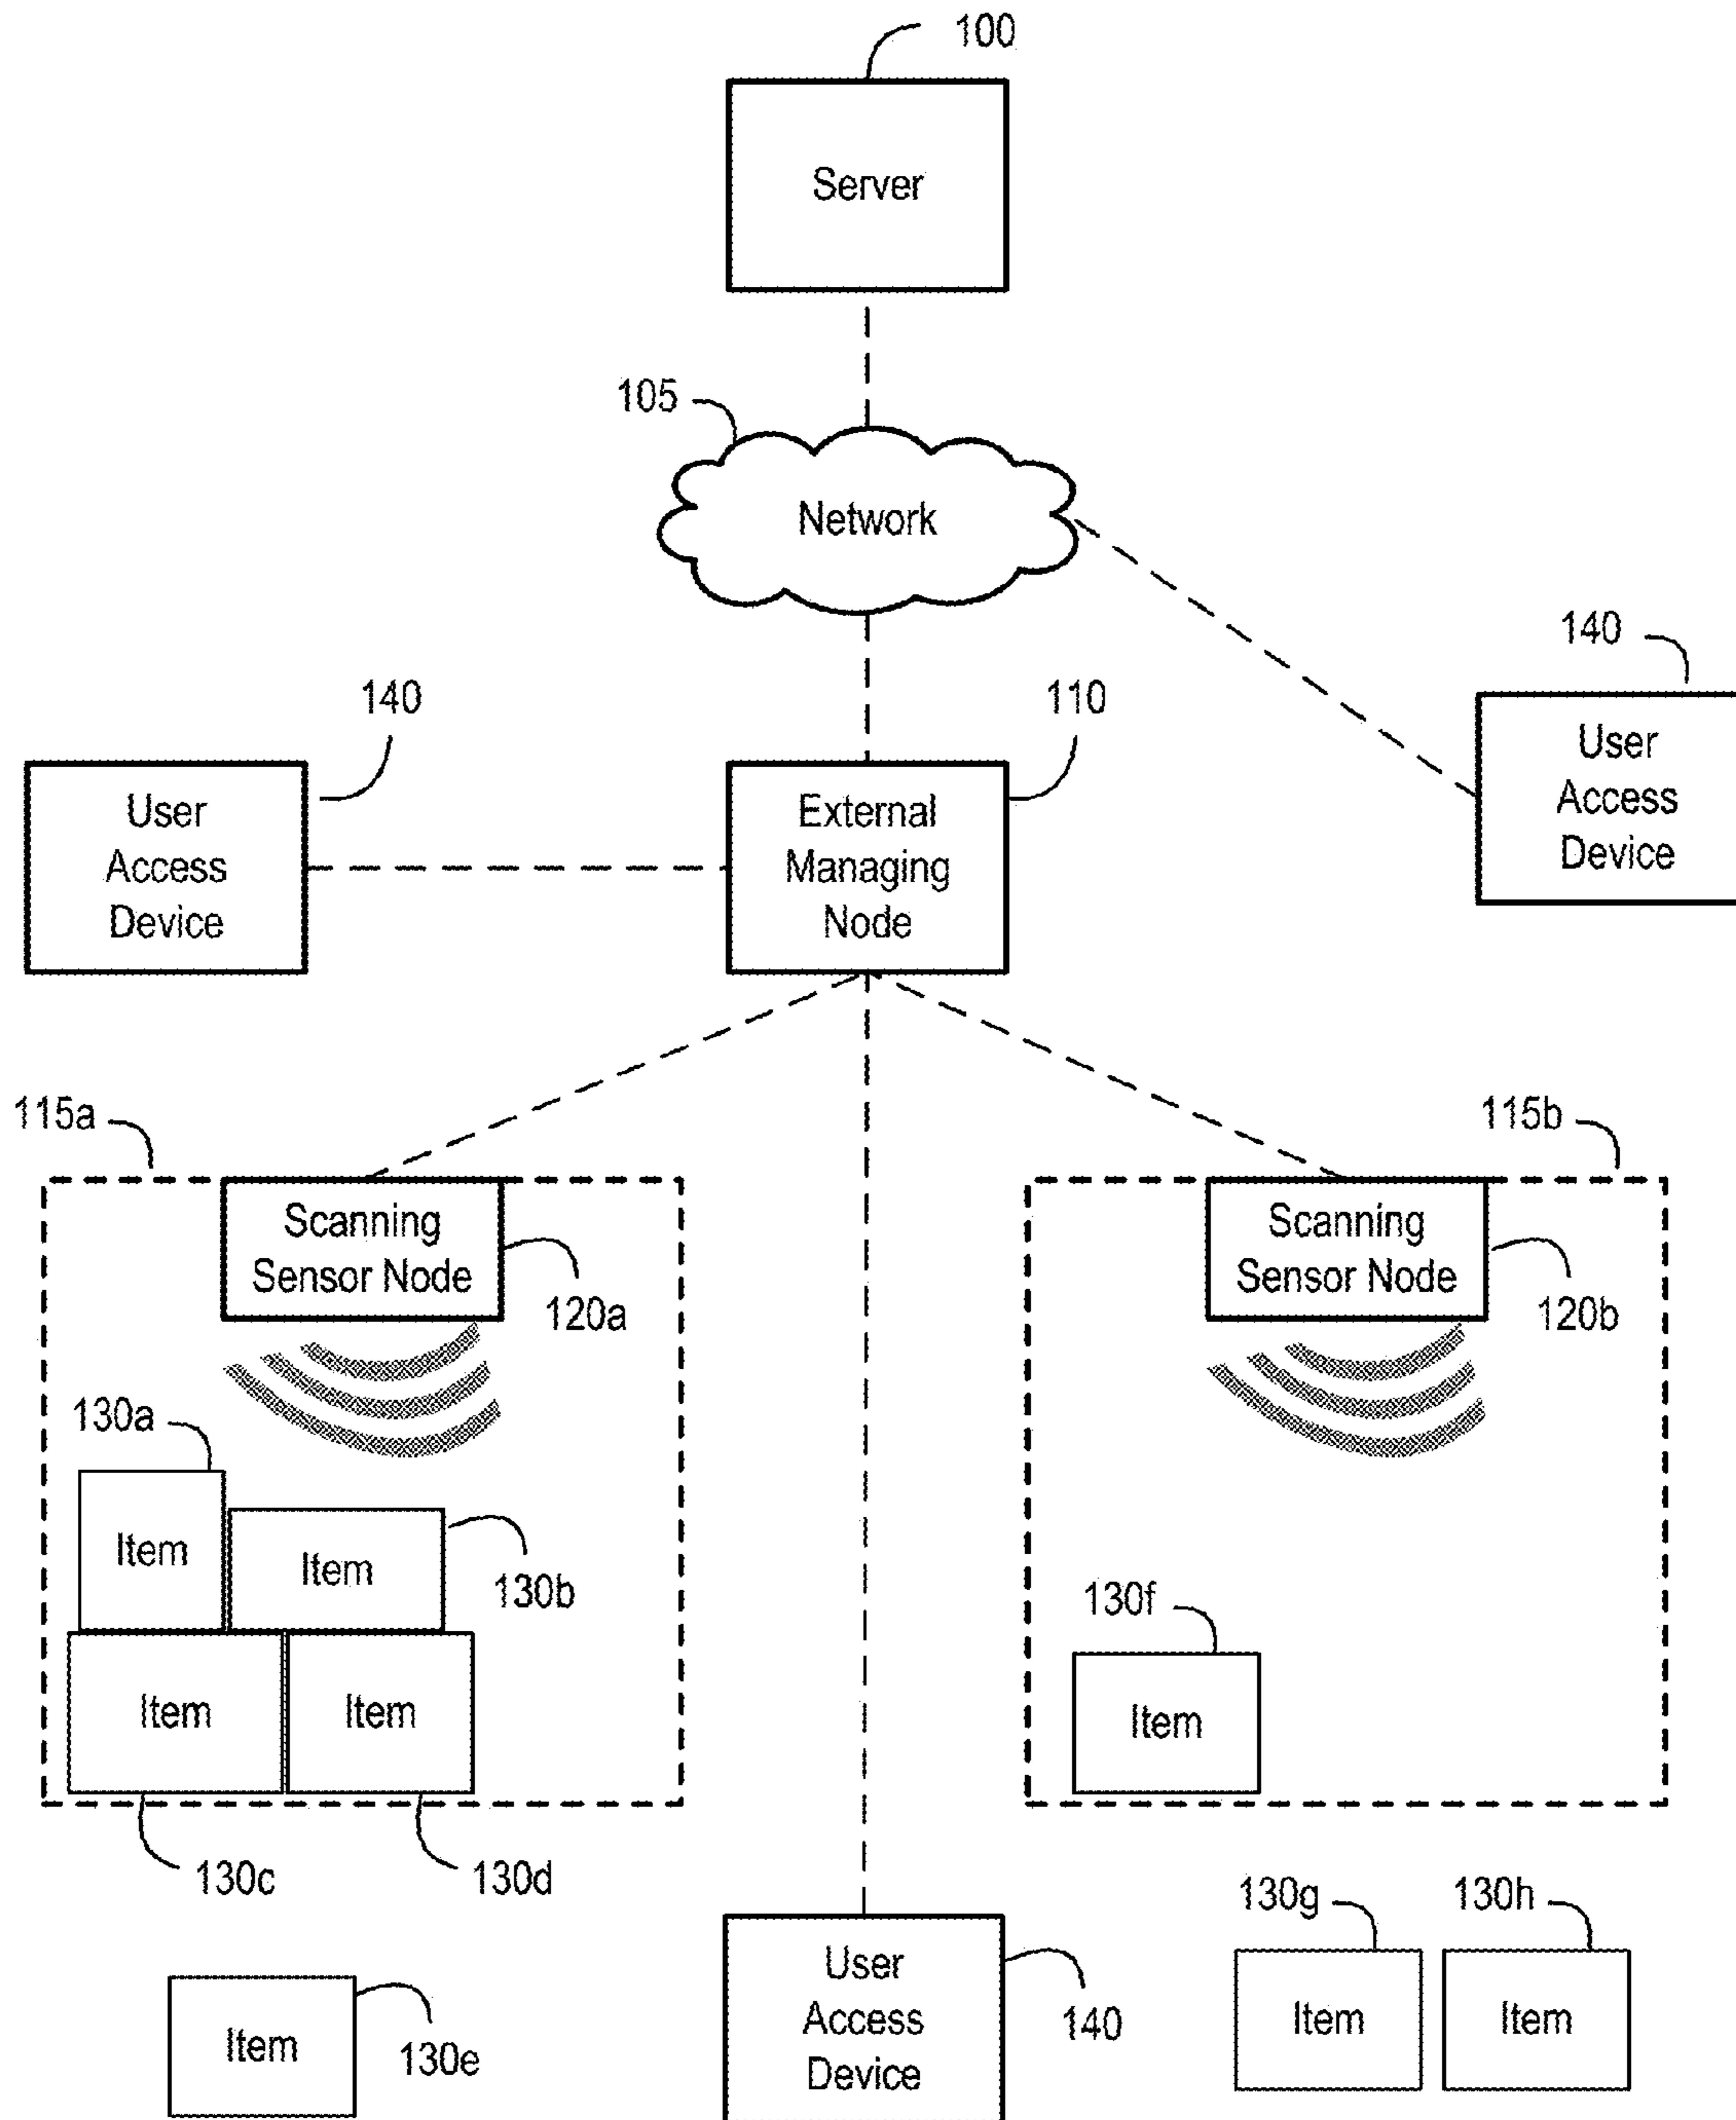 100
Server
105
Network
140
140
110
User
Access
Device
External
Managing
Node
User
Access
Device
115a
115b
Scanning
Sensor Node
120a
Scanning
Sensor Node
120b
130a
Item
Item
130b
130f
Item
Item
Item
130c
130d
130g
130h
User
Access
Device
140
Item
130e
Item
Item